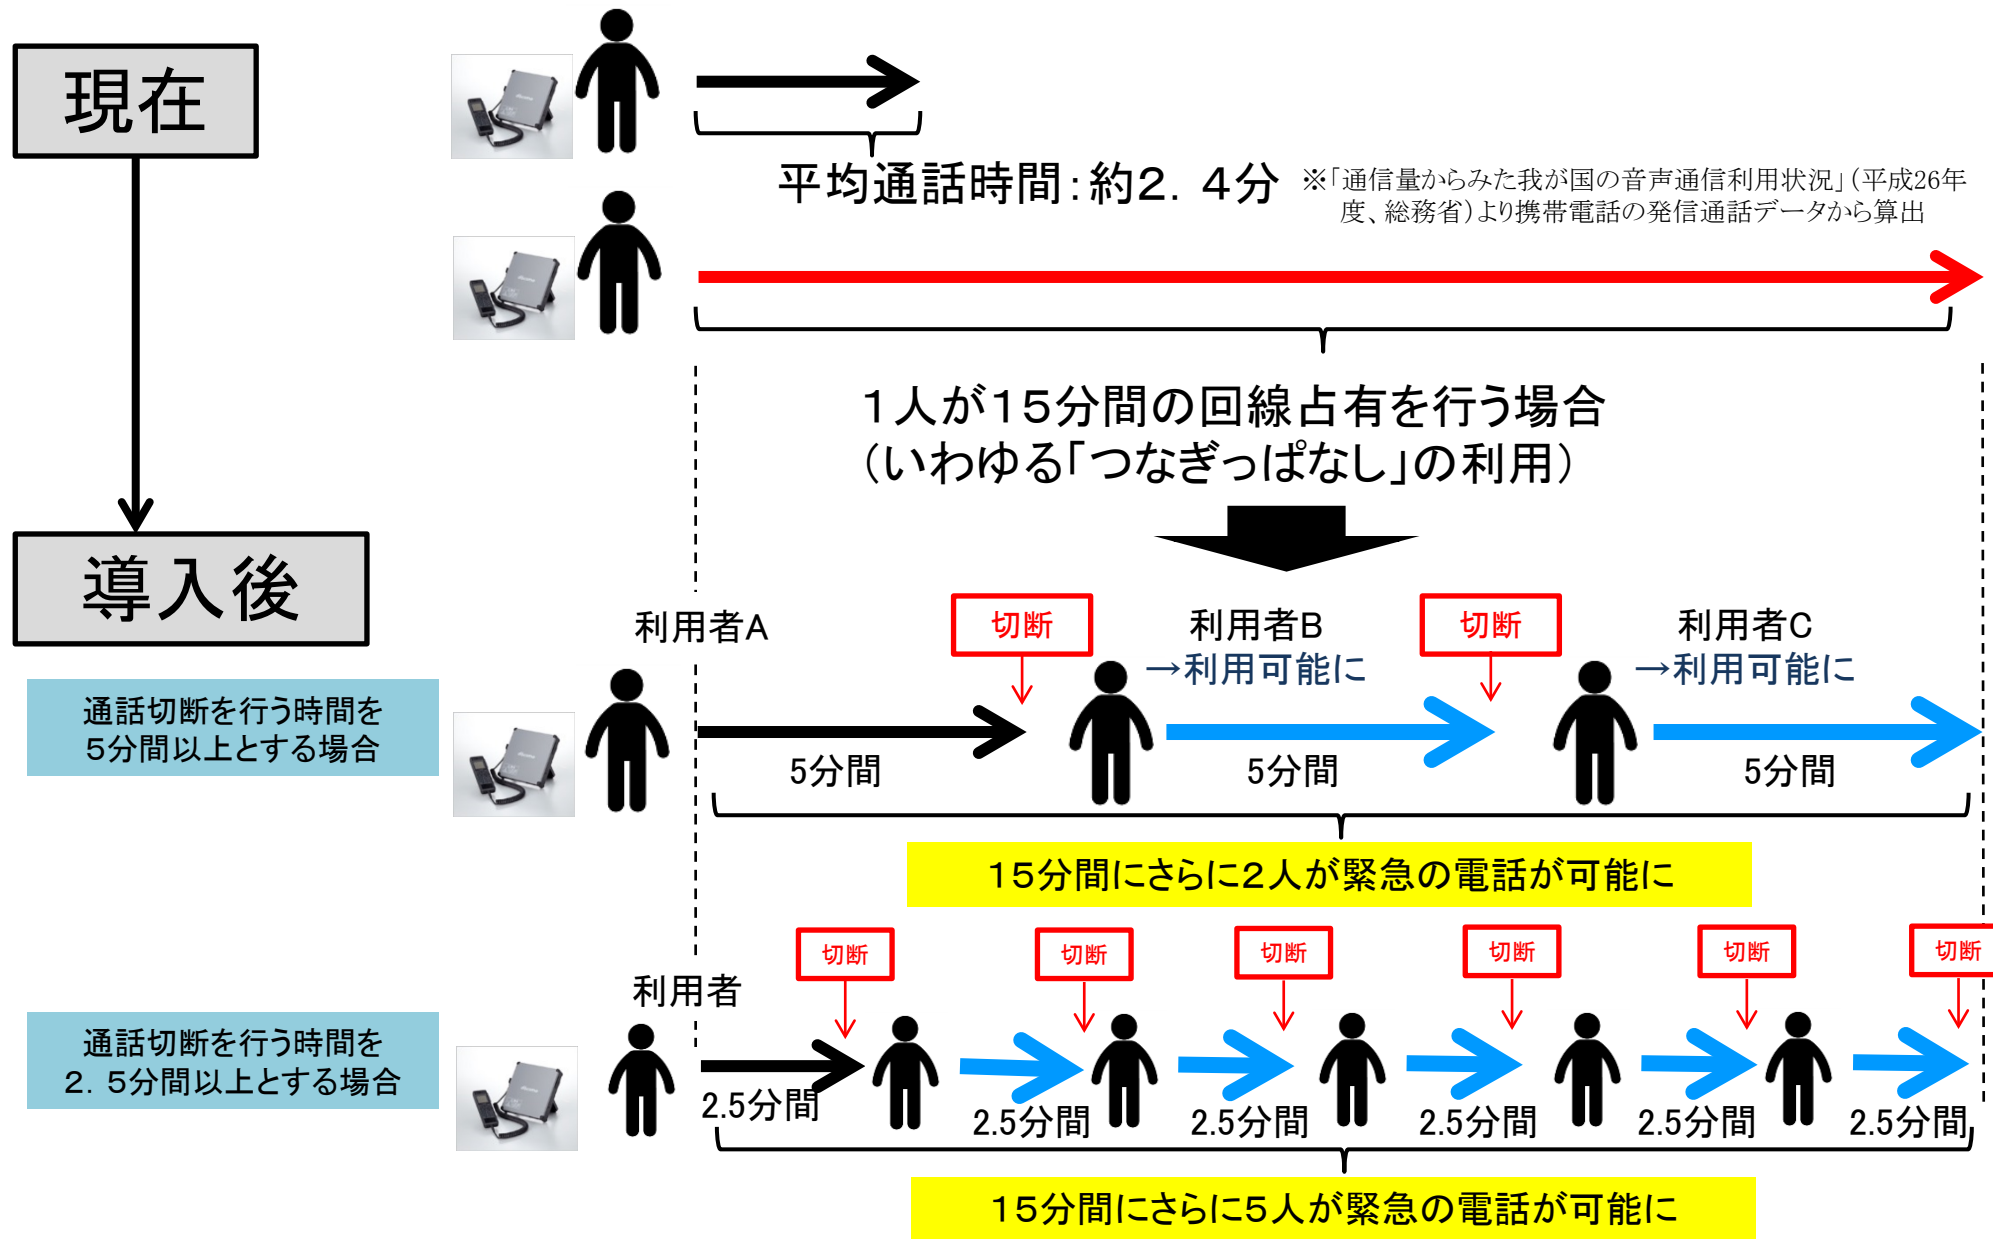 現在
平均通話時間：約２．４分
※「通信量からみた我が国の音声通信利用状況」（平成26年
度、総務省）より携帯電話の発信通話データから算出
１人が１５分間の回線占有を行う場合
（いわゆる「つなぎっぱなし」の利用）
導入後
利用者A
切断
利用者B
→利用可能に
切断
利用者C
→利用可能に
通話切断を行う時間を
５分間以上とする場合
5分間
5分間
5分間
１５分間にさらに２人が緊急の電話が可能に
切断
切断
切断
切断
切断
切断
利用者
通話切断を行う時間を
２．５分間以上とする場合
2.5分間
2.5分間
2.5分間
2.5分間
2.5分間
2.5分間
１５分間にさらに５人が緊急の電話が可能に